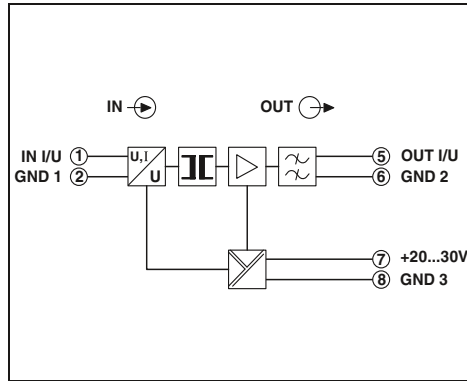 IN OUT
IN I/U 1 U,I 5 OUT I/U
GND 1 2 U 6 GND 2
7 +20...30V
8 GND 3